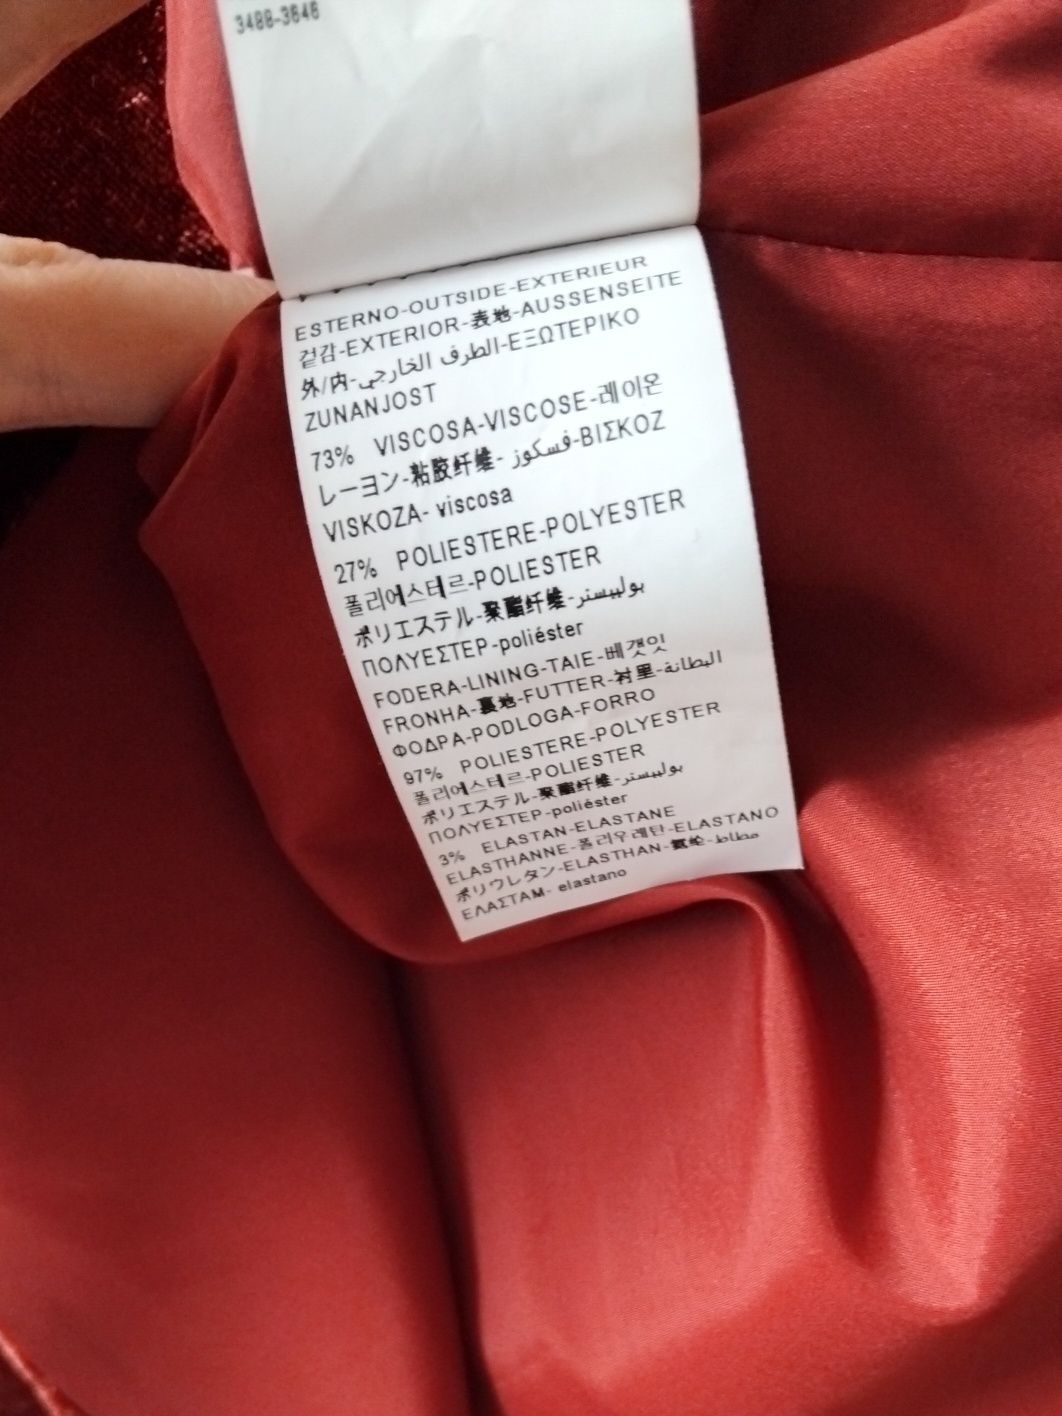 3488-3646
ESTERNO-OUTSIDE-EXTERIEUR
겉감-EXTERIOR-表地-AUSSENSEITE
外/内-الطرف الخارجي-ΕΞΩΤΕΡΙΚΟ
ZUNANJOST
73% VISCOSA-VISCOSE-레이온
レーヨン-粘胶纤维-فسكوز-ΒΙΣΚΟΖ
VISKOZA- viscosa
27% POLIESTERE-POLYESTER
폴리에스테르-POLIESTER
ポリエステル-聚酯纤维-بوليستر
ΠΟΛΥΕΣΤΕΡ-poliéster
FODERA-LINING-TAIE-베갯잇
FRONHA-裏地-FUTTER-衬里-البطانة
ΦΟΔΡΑ-PODLOGA-FORRO
97% POLIESTERE-POLYESTER
폴리에스테르-POLIESTER
ポリエステル-聚酯纤维-بوليستر
ΠΟΛΥΕΣΤΕΡ-poliéster
3% ELASTAN-ELASTANE
ELASTHANNE-폴리우레탄-ELASTANO
ポリウレタン-ELASTHAN-氨纶-مطاط
ΕΛΑΣΤΑΜ- elastano